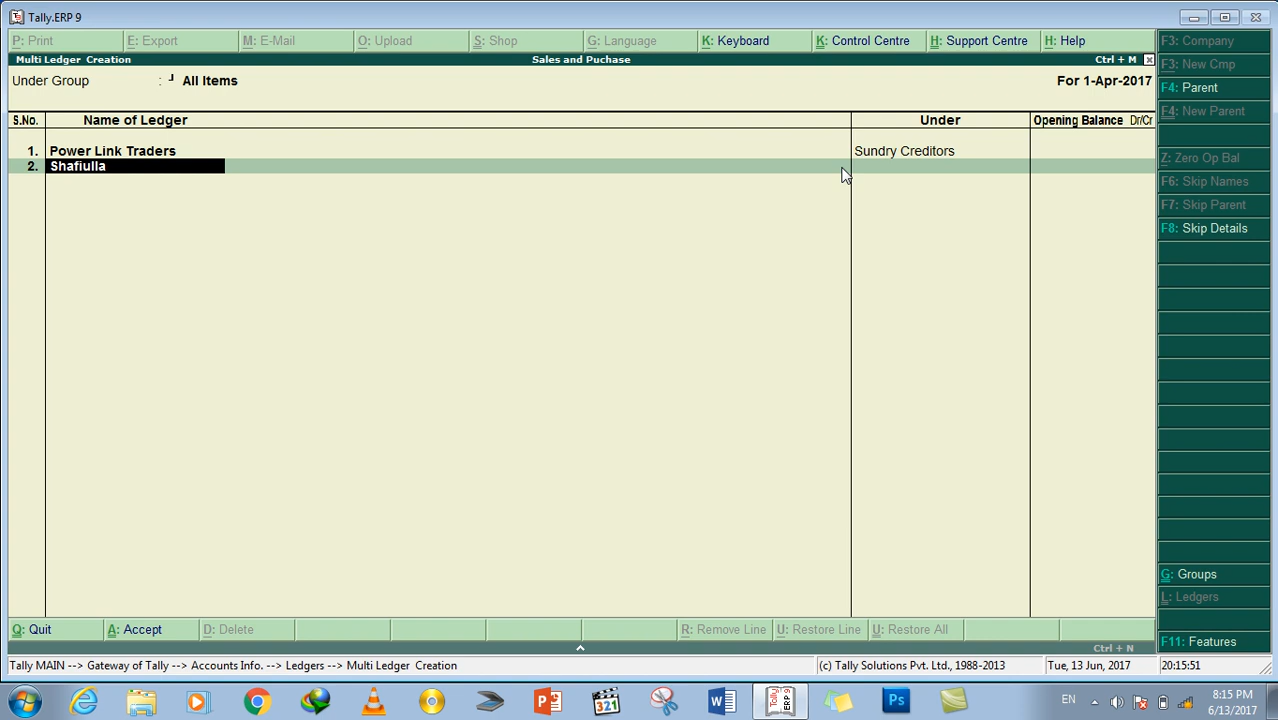 Tally.ERP 9
P: Print E: Export M: E-Mail O: Upload S: Shop G: Language K: Keyboard K: Control Centre H: Support Centre H: Help
Multi Ledger Creation Sales and Puchase Ctrl + M
Under Group : All Items For 1-Apr-2017
S.No. Name of Ledger Under Opening Balance Dr/Cr
1. Power Link Traders Sundry Creditors
2. Shafiulla
F3: Company
F3: New Cmp
F4: Parent
F4: New Parent
Z: Zero Op Bal
F6: Skip Names
F7: Skip Parent
F8: Skip Details
G: Groups
L: Ledgers
F11: Features
Q: Quit A: Accept D: Delete R: Remove Line U: Restore Line U: Restore All
Ctrl + N
Tally MAIN --> Gateway of Tally --> Accounts Info. --> Ledgers --> Multi Ledger Creation (c) Tally Solutions Pvt. Ltd., 1988-2013 Tue, 13 Jun, 2017 20:15:51
321 Tally ERP 9 Ps EN 8:15 PM
6/13/2017